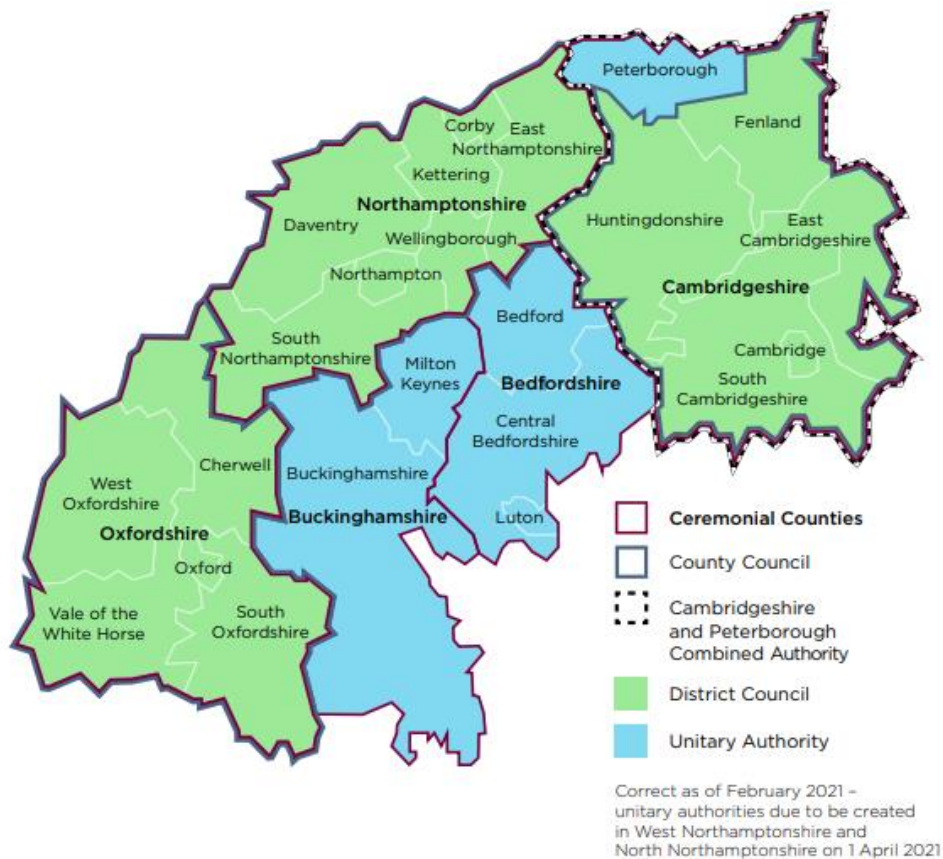 Peterborough
Fenland
Corby
East
Northamptonshire
Kettering
Northamptonshire
Daventry
Wellingborough
Northampton
South
Northamptonshire
Huntingdonshire
East
Cambridgeshire
Cambridgeshire
Cambridge
South
Cambridgeshire
Bedford
Milton
Keynes
Bedfordshire
Central
Bedfordshire
Luton
Buckinghamshire
Buckinghamshire
Cherwell
West
Oxfordshire
Oxfordshire
Oxford
Vale of the
White Horse
South
Oxfordshire
Ceremonial Counties
County Council
Cambridgeshire
and Peterborough
Combined Authority
District Council
Unitary Authority
Correct as of February 2021 –
unitary authorities due to be created
in West Northamptonshire and
North Northamptonshire on 1 April 2021